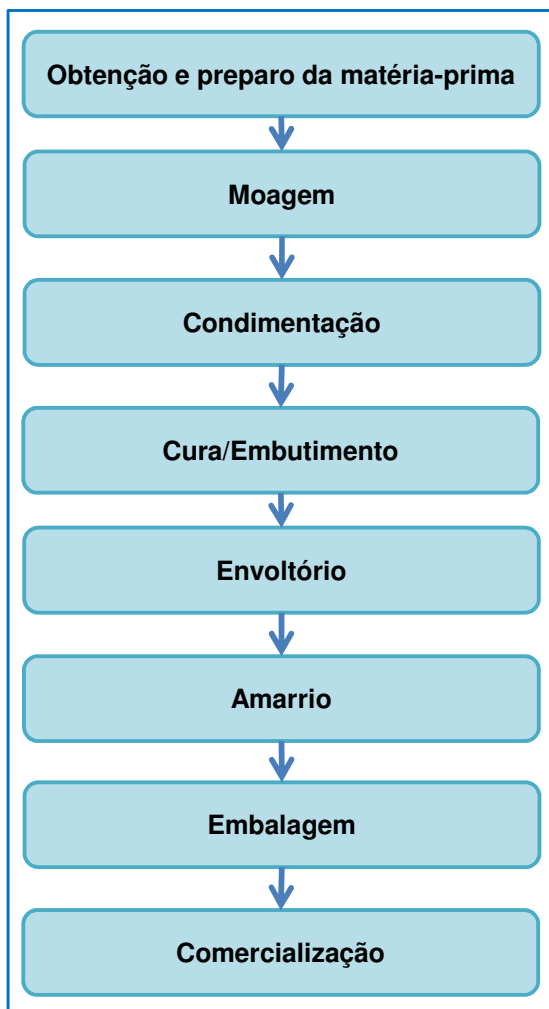 Obtenção e preparo da matéria-prima
Moagem
Condimentação
Cura/Embutimento
Envoltório
Amarrio
Embalagem
Comercialização